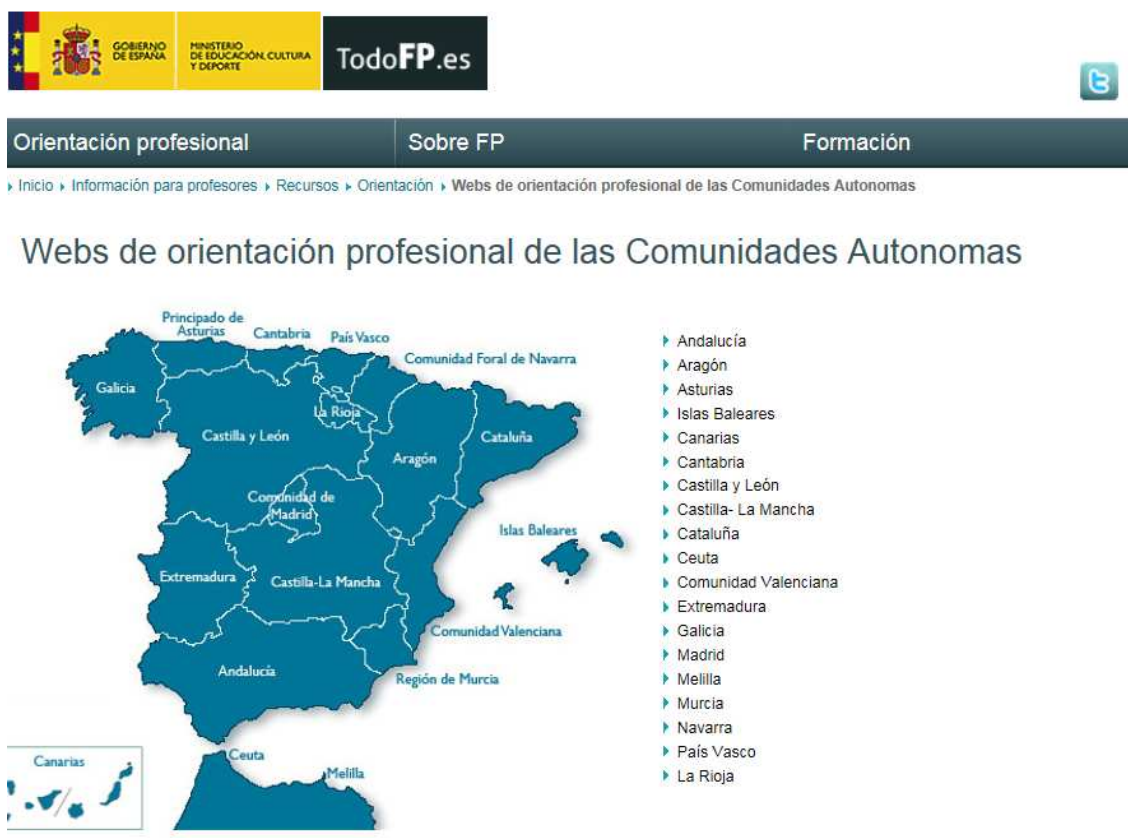 GOBIERNO
DE ESPAÑA
MINISTERIO
DE EDUCACIÓN, CULTURA
Y DEPORTE
TodoFP.es
Orientación profesional
Sobre FP
Formación
Inicio
Información para profesores
Recursos
Orientación
Webs de orientación profesional de las Comunidades Autonomas
Webs de orientación profesional de las Comunidades Autonomas
Principado de
Asturias
Cantabria
País Vasco
Comunidad Foral de Navarra
Galicia
La Rioja
Castilla y León
Cataluña
Aragón
Comunidad de
Madrid
Islas Baleares
Extremadura
Castilla-La Mancha
Comunidad Valenciana
Andalucía
Región de Murcia
Ceuta
Canarias
Melilla
Andalucía
Aragón
Asturias
Islas Baleares
Canarias
Cantabria
Castilla y León
Castilla- La Mancha
Cataluña
Ceuta
Comunidad Valenciana
Extremadura
Galicia
Madrid
Melilla
Murcia
Navarra
País Vasco
La Rioja